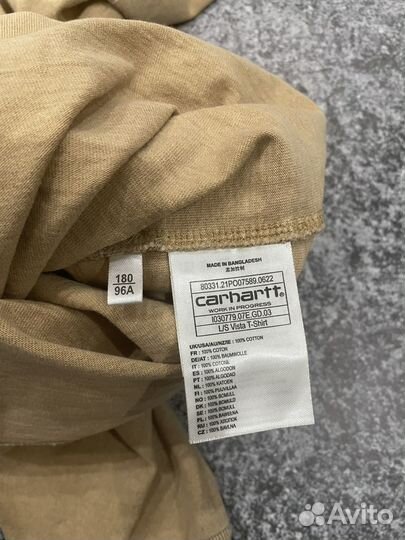 180
96A
MADE IN BANGLADESH
孟加拉制
80331.21PO07589.0622
carhartt
WORK IN PROGRESS
I030779.07E.GD.03
L/S Vista T-Shirt
UK/USA/AU/NZ/IE : 100% COTTON
FR : 100% COTON
DE/AT : 100% BAUMWOLLE
IT : 100% COTONE
ES : 100% ALGODON
PT : 100% ALGODAO
NL : 100% KATOEN
FI : 100% PUUVILLAA
NO : 100% BOMULL
DK : 100% BOMULD
SE : 100% BOMULL
PL : 100% BAWEŁNA
RU : 100% ХЛОПОК
CZ : 100% BAVLNA
Avito